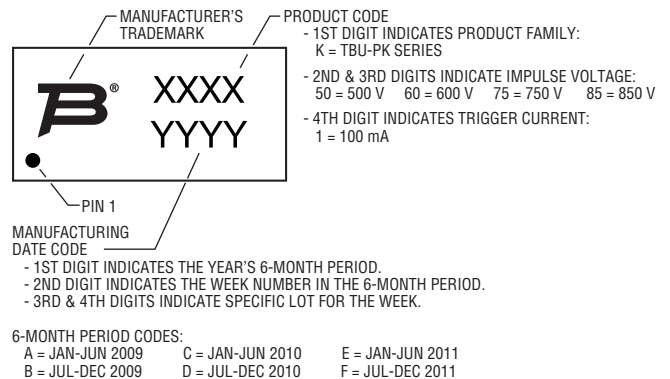 MANUFACTURER'S
TRADEMARK
PRODUCT CODE
- 1ST DIGIT INDICATES PRODUCT FAMILY:
K = TBU-PK SERIES
- 2ND & 3RD DIGITS INDICATE IMPULSE VOLTAGE:
50 = 500 V 60 = 600 V 75 = 750 V 85 = 850 V
- 4TH DIGIT INDICATES TRIGGER CURRENT:
1 = 100 mA
B®
XXXX
YYYY
PIN 1
MANUFACTURING
DATE CODE
- 1ST DIGIT INDICATES THE YEAR'S 6-MONTH PERIOD.
- 2ND DIGIT INDICATES THE WEEK NUMBER IN THE 6-MONTH PERIOD.
- 3RD & 4TH DIGITS INDICATE SPECIFIC LOT FOR THE WEEK.
6-MONTH PERIOD CODES:
A = JAN-JUN 2009 C = JAN-JUN 2010 E = JAN-JUN 2011
B = JUL-DEC 2009 D = JUL-DEC 2010 F = JUL-DEC 2011